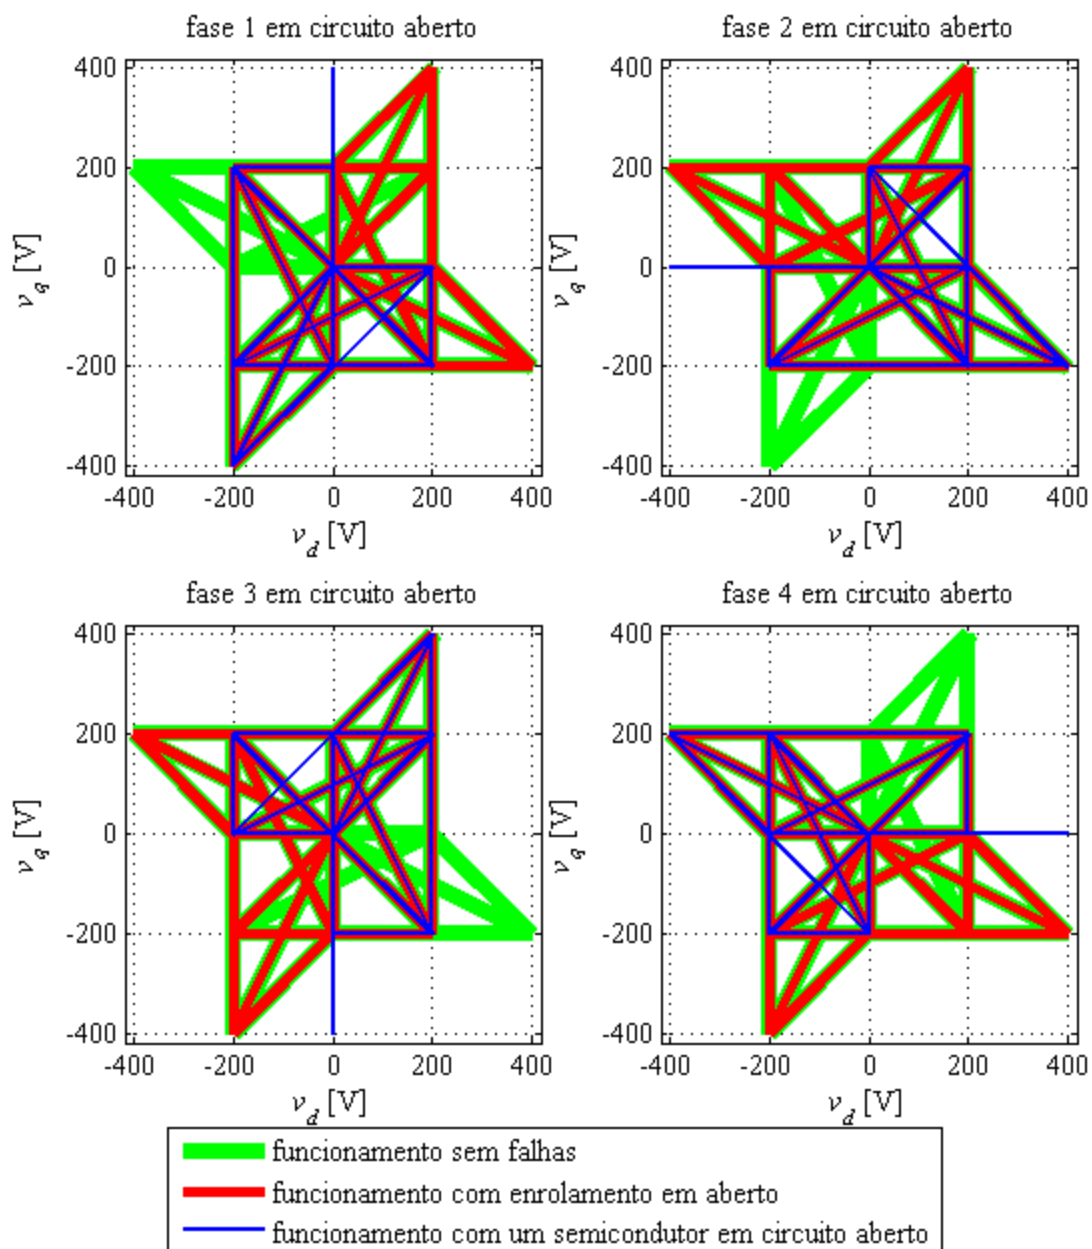 fase 1 em circuito aberto
400
200
0
-200
-400
v_q [V]
-400 -200 0 200 400
v_d [V]
fase 2 em circuito aberto
400
200
0
-200
-400
v_q [V]
-400 -200 0 200 400
v_d [V]
fase 3 em circuito aberto
400
200
0
-200
-400
v_q [V]
-400 -200 0 200 400
v_d [V]
fase 4 em circuito aberto
400
200
0
-200
-400
v_q [V]
-400 -200 0 200 400
v_d [V]
funcionamento sem falhas
funcionamento com enrolamento em aberto
funcionamento com um semicondutor em circuito aberto